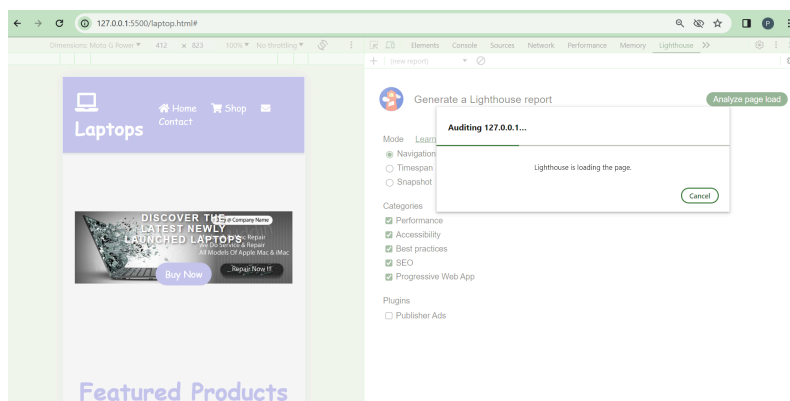 127.0.0.1:5500/laptop.html#
Dimensions: Moto G Power 412 × 823 100% No throttling
Elements Console Sources Network Performance Memory Lighthouse
(new report)
Laptops
Home Shop
Contact
Generate a Lighthouse report
Analyze page load
Auditing 127.0.0.1...
Lighthouse is loading the page.
Cancel
Mode Learn
Navigation
Timespan
Snapshot
Categories
Performance
Accessibility
Best practices
SEO
Progressive Web App
Plugins
Publisher Ads
DISCOVER THE
LATEST NEWLY
LAUNCHED LAPTOPS
@ Company Name
Repair
We Do Service & Repair
All Models Of Apple Mac & iMac
Repair Now !!!
Buy Now
Featured Products
P